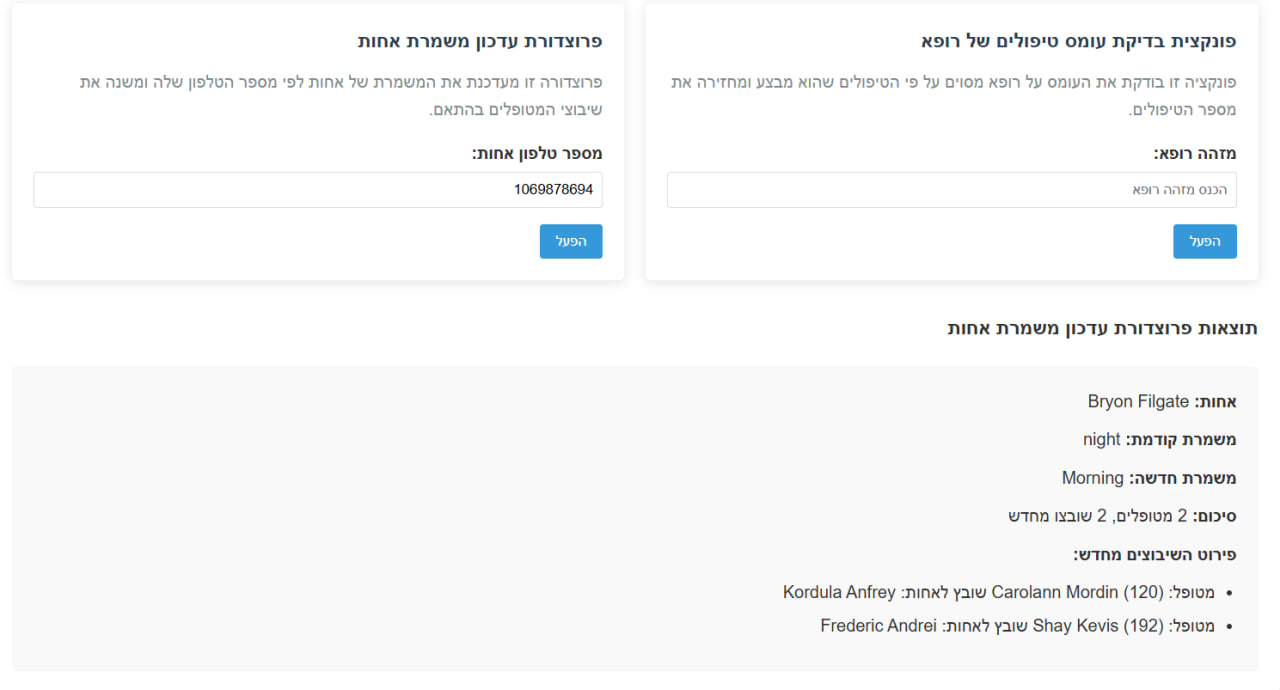 פונקצית בדיקת עומס טיפולים של רופא
פונקציה זו בודקת את העומס על רופא מסוים על פי הטיפולים שהוא מבצע ומחזירה את
מספר הטיפולים.
מזהה רופא:
הכנס מזהה רופא
הפעל
פרוצדורת עדכון משמרת אחות
פרוצדורה זו מעדכנת את המשמרת של אחות לפי מספר הטלפון שלה ומשנה את
שיבוצי המטופלים בהתאם.
מספר טלפון אחות:
1069878694
הפעל
תוצאות פרוצדורת עדכון משמרת אחות
אחות: Bryon Filgate
משמרת קודמת: night
משמרת חדשה: Morning
סיכום: 2 מטופלים, 2 שובצו מחדש
פירוט השיבוצים מחדש:
• מטופל: Carolann Mordin (120) שובץ לאחות: Kordula Anfrey
• מטופל: Shay Kevis (192) שובץ לאחות: Frederic Andrei